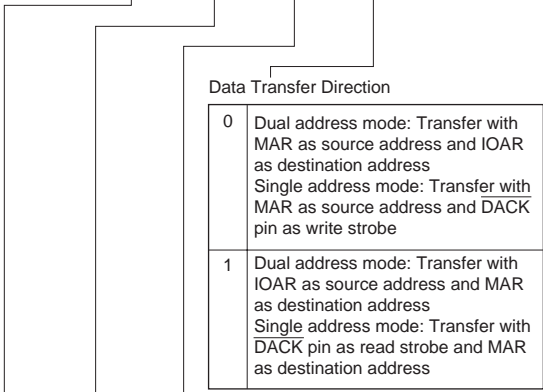 Data Transfer Direction
0
Dual address mode: Transfer with
MAR as source address and IOAR
as destination address
Single address mode: Transfer with
MAR as source address and DACK
pin as write strobe
1
Dual address mode: Transfer with
IOAR as source address and MAR
as destination address
Single address mode: Transfer with
DACK pin as read strobe and MAR
as destination address